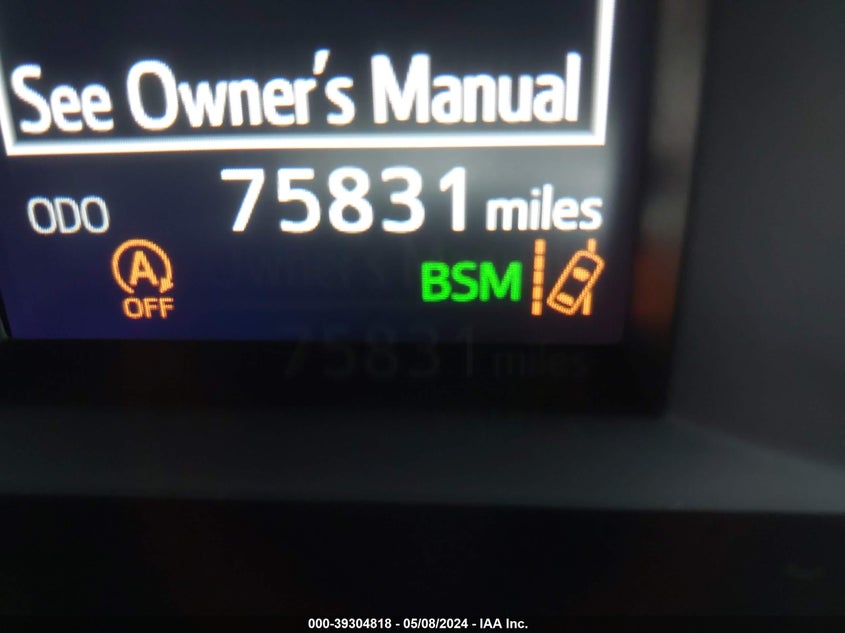 See Owner's Manual
ODO 75831 miles
A OFF BSM
75831 miles
000-39304818 - 05/08/2024 - IAA Inc.